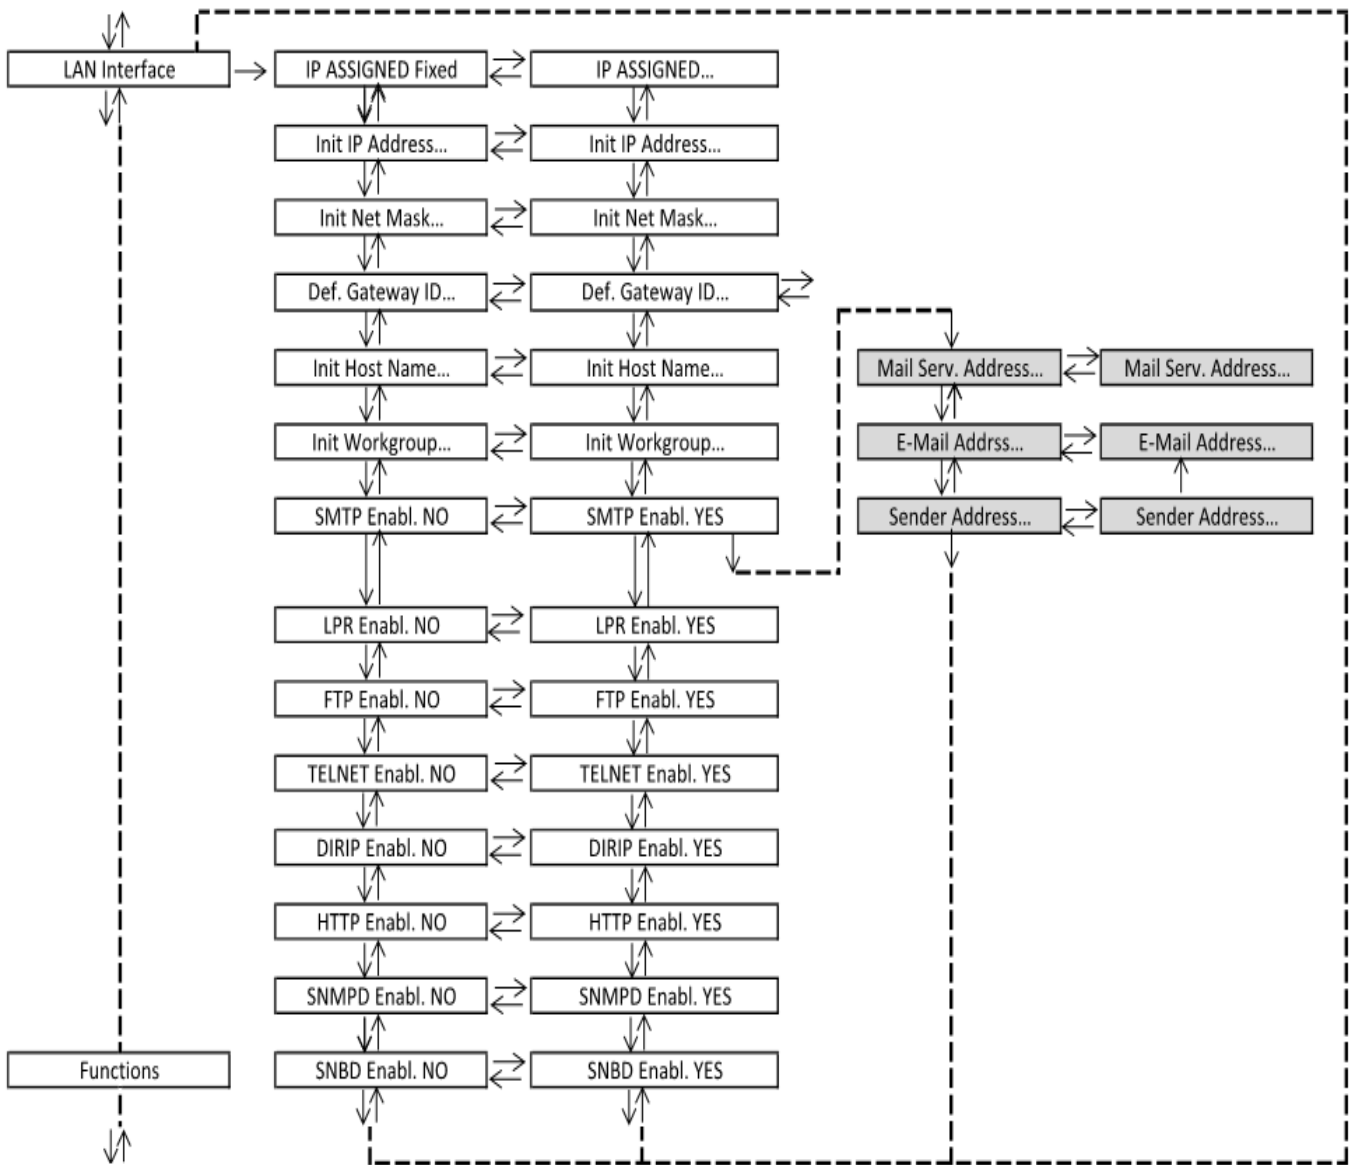 LAN Interface
IP ASSIGNED Fixed
IP ASSIGNED...
Init IP Address...
Init IP Address...
Init Net Mask...
Init Net Mask...
Def. Gateway ID...
Def. Gateway ID...
Init Host Name...
Init Host Name...
Mail Serv. Address...
Mail Serv. Address...
Init Workgroup...
Init Workgroup...
E-Mail Addrss...
E-Mail Address...
SMTP Enabl. NO
SMTP Enabl. YES
Sender Address...
Sender Address...
LPR Enabl. NO
LPR Enabl. YES
FTP Enabl. NO
FTP Enabl. YES
TELNET Enabl. NO
TELNET Enabl. YES
DIRIP Enabl. NO
DIRIP Enabl. YES
HTTP Enabl. NO
HTTP Enabl. YES
SNMPD Enabl. NO
SNMPD Enabl. YES
Functions
SNBD Enabl. NO
SNBD Enabl. YES